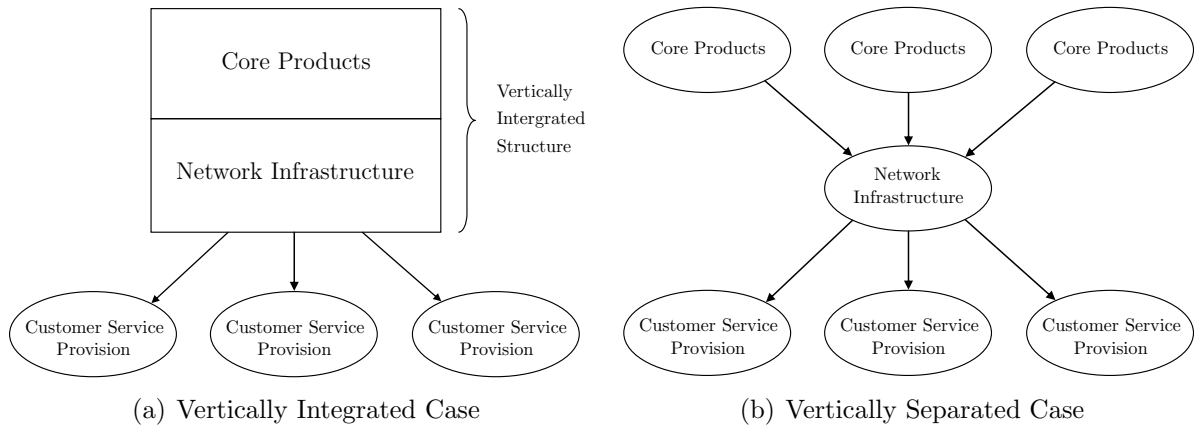 Core Products
Network Infrastructure
Vertically
Intergrated
Structure
Customer Service
Provision
Customer Service
Provision
Customer Service
Provision
(a) Vertically Integrated Case
Core Products
Core Products
Core Products
Network
Infrastructure
Customer Service
Provision
Customer Service
Provision
Customer Service
Provision
(b) Vertically Separated Case